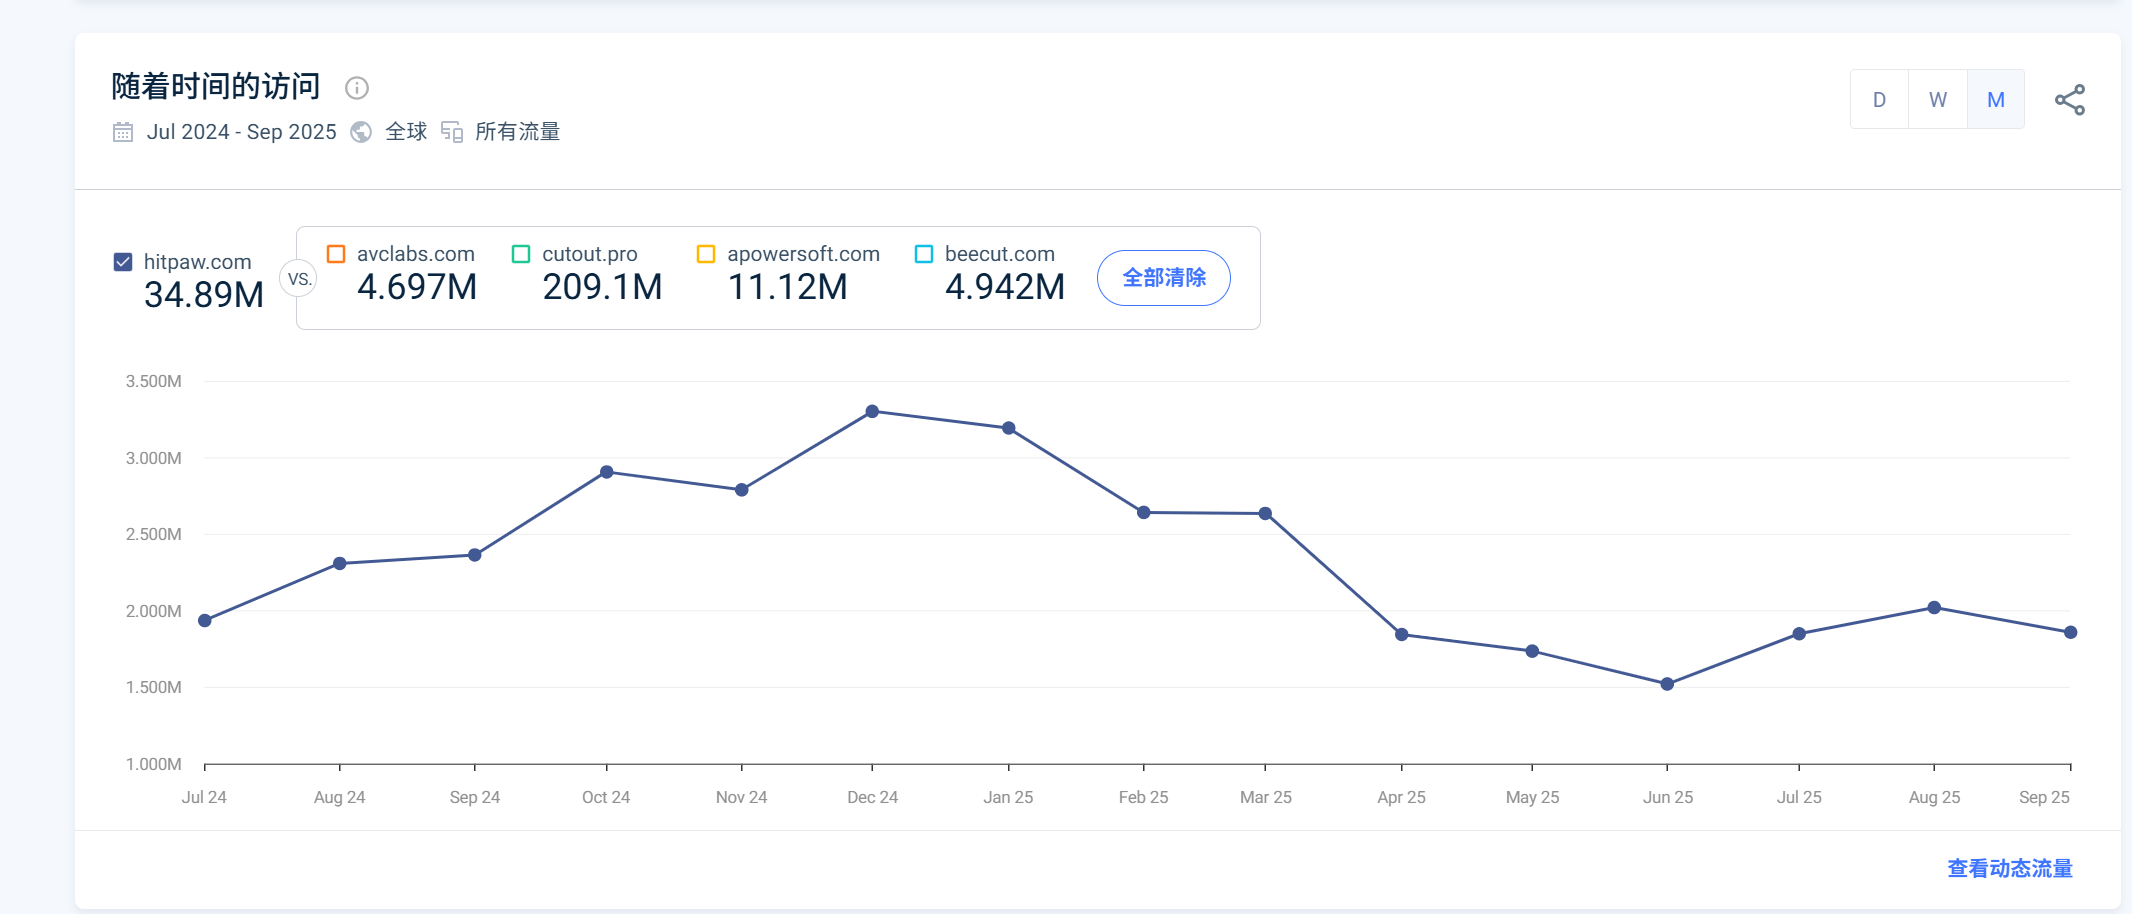 随着时间的访问
D W M
Jul 2024 - Sep 2025 全球 所有流量
hitpaw.com
34.89M
VS.
avclabs.com
4.697M
cutout.pro
209.1M
apowersoft.com
11.12M
beecut.com
4.942M
全部清除
3.500M
3.000M
2.500M
2.000M
1.500M
1.000M
Jul 24 Aug 24 Sep 24 Oct 24 Nov 24 Dec 24 Jan 25 Feb 25 Mar 25 Apr 25 May 25 Jun 25 Jul 25 Aug 25 Sep 25
查看动态流量